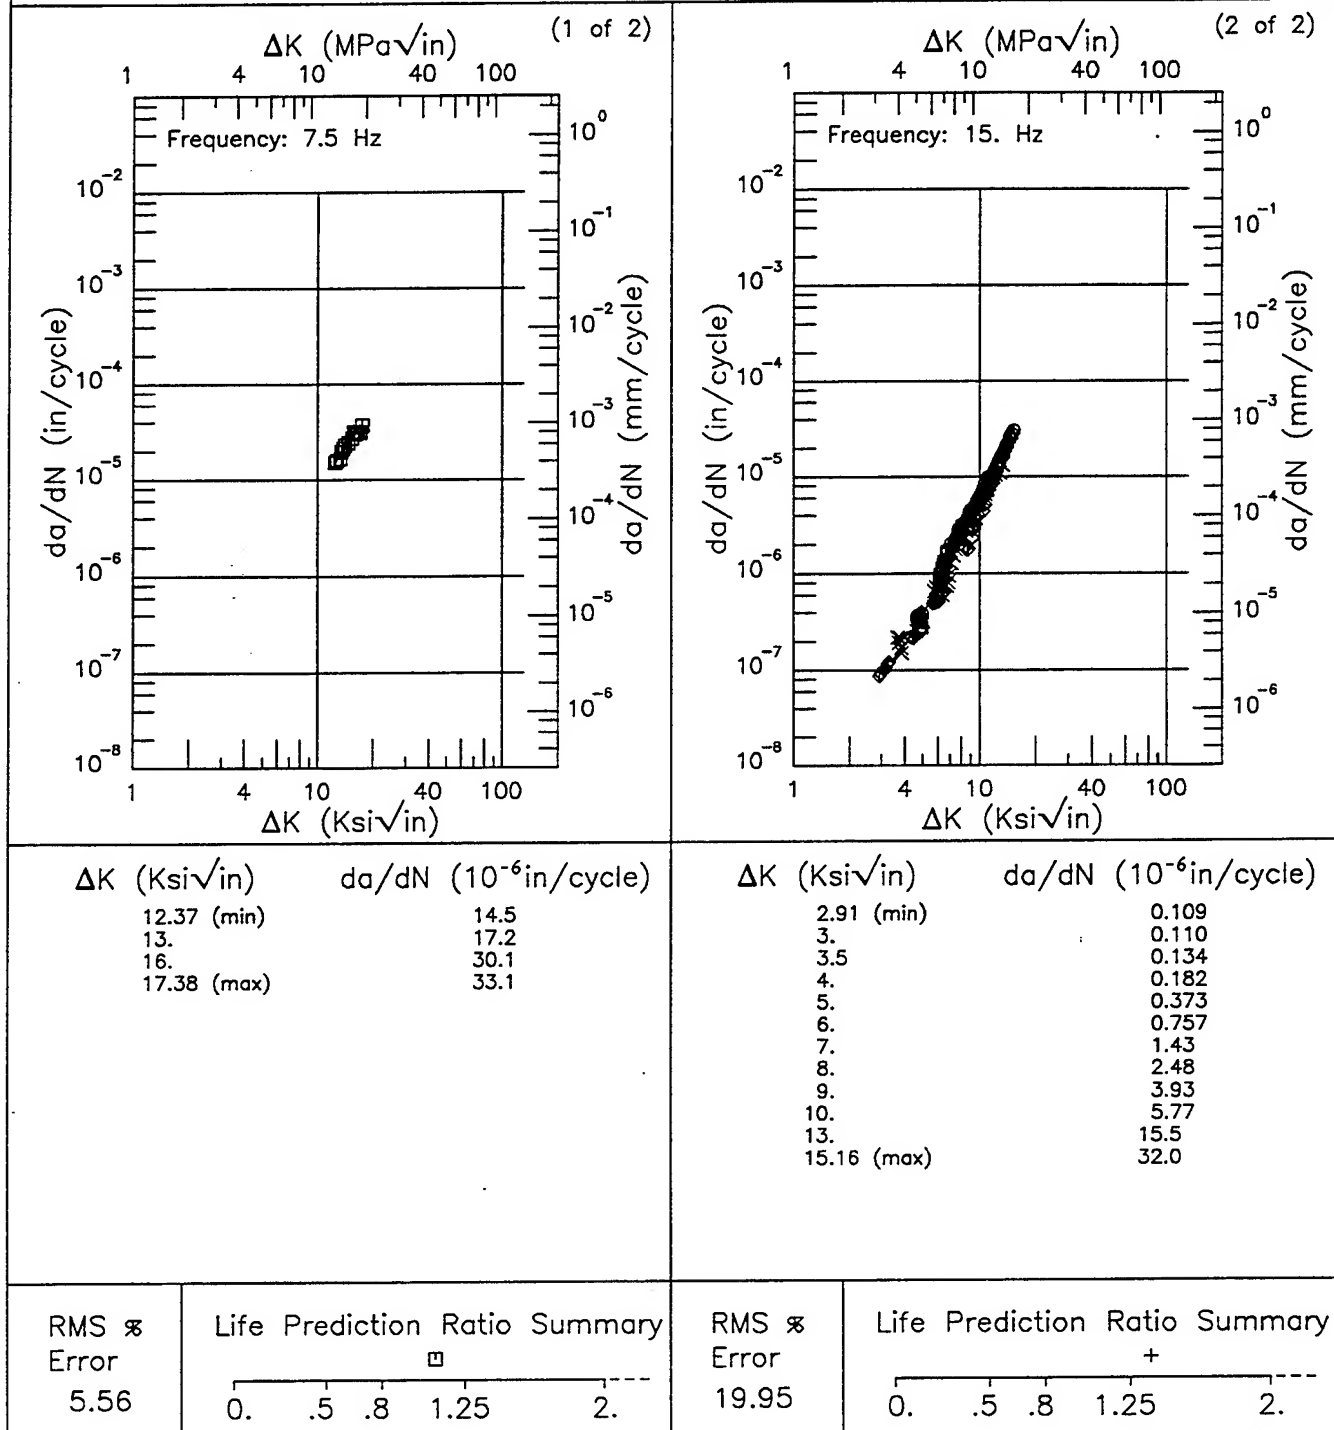 (1 of 2)
ΔK (MPa√in)
1 4 10 40 100
Frequency: 7.5 Hz
10⁰
10⁻²
10⁻¹
10⁻³
10⁻²
10⁻⁴
10⁻³
10⁻⁵
10⁻⁴
10⁻⁶
10⁻⁵
10⁻⁷
10⁻⁶
10⁻⁸
da/dN (in/cycle)
da/dN (mm/cycle)
1 4 10 40 100
ΔK (Ksi√in)
ΔK (Ksi√in) da/dN (10⁻⁶in/cycle)
12.37 (min) 14.5
13. 17.2
16. 30.1
17.38 (max) 33.1
RMS % Error
5.56
Life Prediction Ratio Summary
0. .5 .8 1.25 2.
(2 of 2)
ΔK (MPa√in)
1 4 10 40 100
Frequency: 15. Hz
10⁰
10⁻²
10⁻¹
10⁻³
10⁻²
10⁻⁴
10⁻³
10⁻⁵
10⁻⁴
10⁻⁶
10⁻⁵
10⁻⁷
10⁻⁶
10⁻⁸
da/dN (in/cycle)
da/dN (mm/cycle)
1 4 10 40 100
ΔK (Ksi√in)
ΔK (Ksi√in) da/dN (10⁻⁶in/cycle)
2.91 (min) 0.109
3. 0.110
3.5 0.134
4. 0.182
5. 0.373
6. 0.757
7. 1.43
8. 2.48
9. 3.93
10. 5.77
13. 15.5
15.16 (max) 32.0
RMS % Error
19.95
Life Prediction Ratio Summary
0. .5 .8 1.25 2.